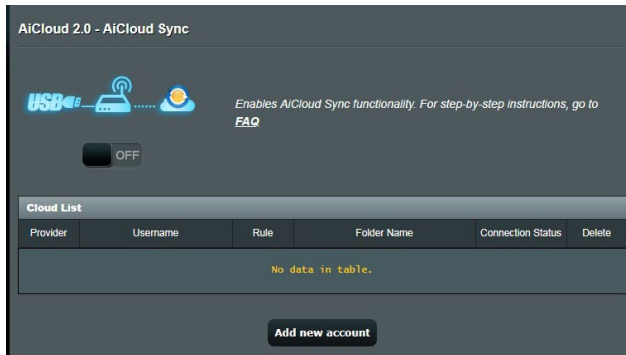 AiCloud 2.0 - AiCloud Sync
USB
Enables AiCloud Sync functionality. For step-by-step instructions, go to
FAQ
OFF
Cloud List
Provider Username Rule Folder Name Connection Status Delete
No data in table.
Add new account